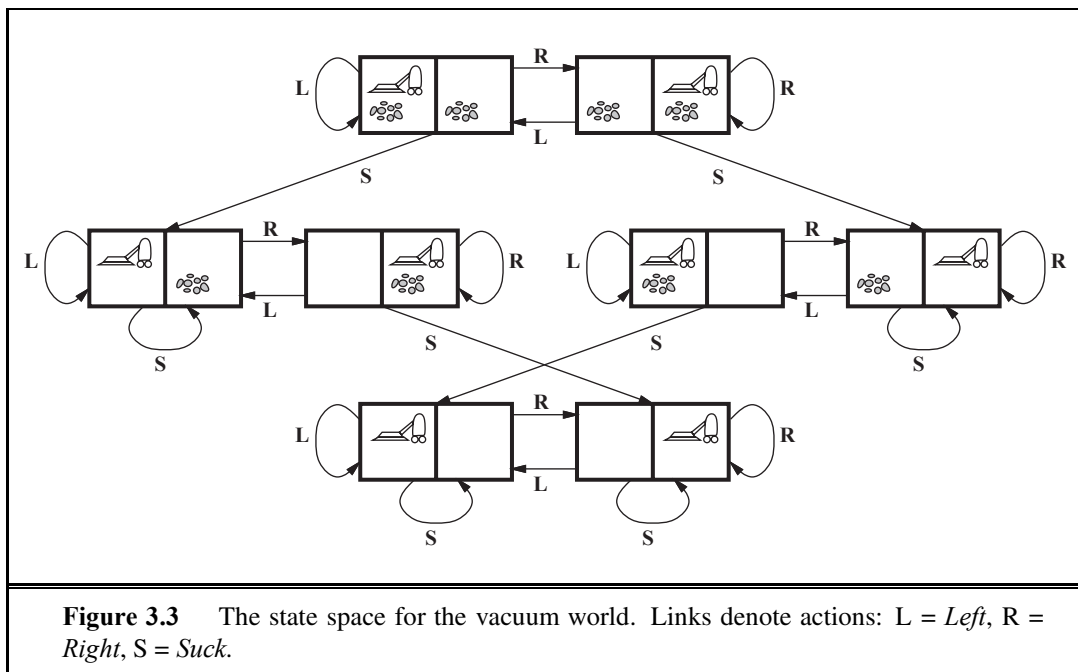 R
L
R
L
S
S
R
R
L
R
L
R
L
L
S
S
S
S
R
L
R
L
S
S
Figure 3.3 The state space for the vacuum world. Links denote actions: L = Left, R =
Right, S = Suck.